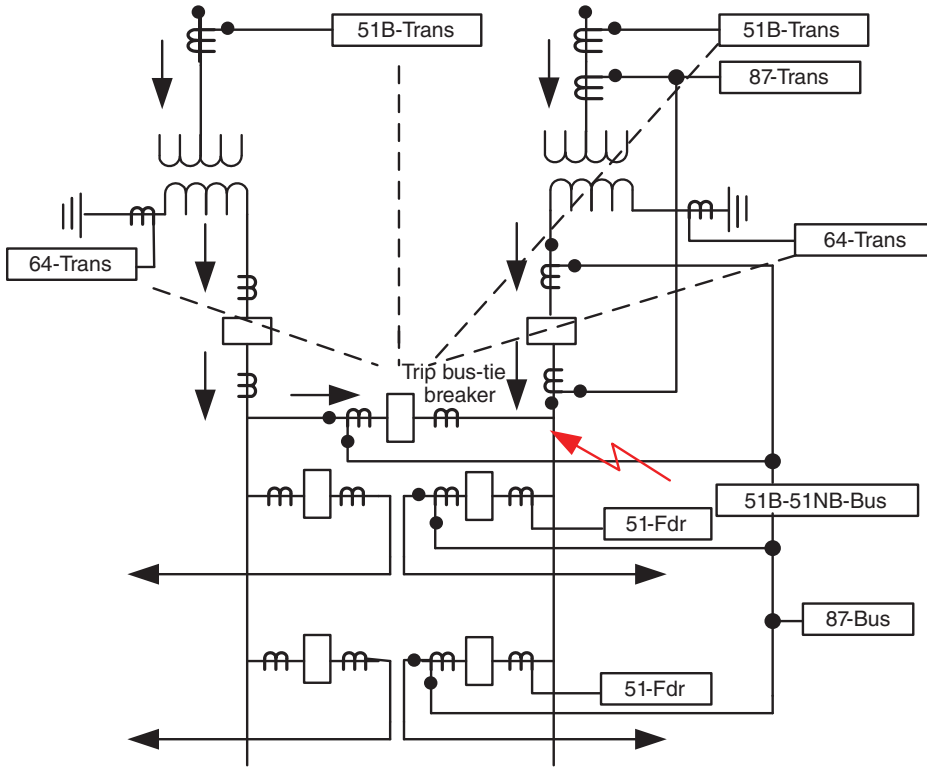 51B-Trans
51B-Trans
87-Trans
64-Trans
64-Trans
Trip bus-tie
breaker
51B-51NB-Bus
51-Fdr
87-Bus
51-Fdr